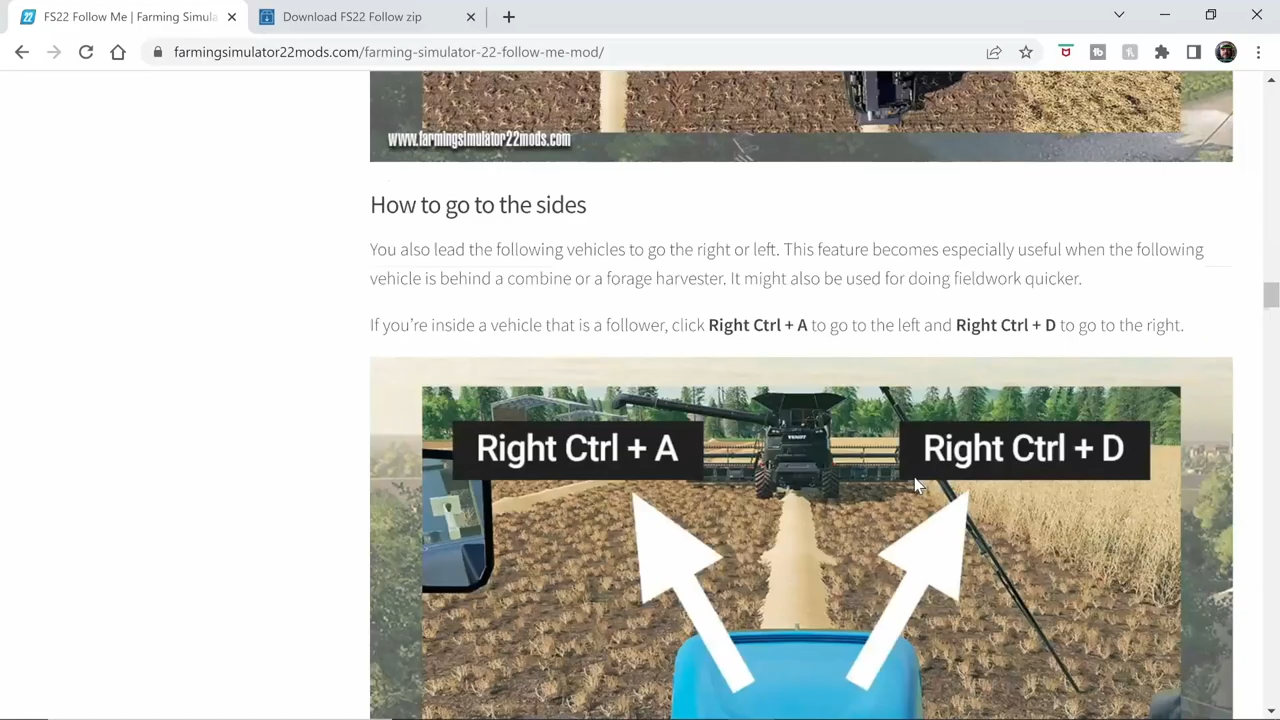 FS22 Follow Me | Farming Simula
Download FS22 Follow zip
farmingsimulator22mods.com/farming-simulator-22-follow-me-mod/
www.farmingsimulator22mods.com
How to go to the sides
You also lead the following vehicles to go the right or left. This feature becomes especially useful when the following
vehicle is behind a combine or a forage harvester. It might also be used for doing fieldwork quicker.
If you’re inside a vehicle that is a follower, click Right Ctrl + A to go to the left and Right Ctrl + D to go to the right.
Right Ctrl + A
Right Ctrl + D